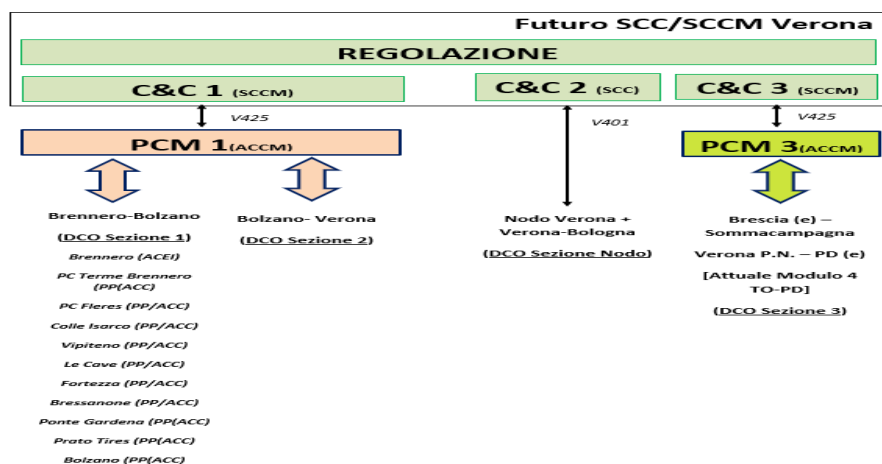 Futuro SCC/SCCM Verona
REGOLAZIONE
C&C 1 (SCCM)
C&C 2 (SCC)
C&C 3 (SCCM)
V425
V401
V425
PCM 1(ACCM)
PCM 3(ACCM)
Brennero-Bolzano
(DCO Sezione 1)
Brennero (ACEI)
PC Terme Brennero
(PP(ACC)
PC Fleres (PP/ACC)
Colle Isarco (PP/ACC)
Vipiteno (PP/ACC)
Le Cave (PP/ACC)
Fortezza (PP/ACC)
Bressanone (PP/ACC)
Ponte Gardena (PP(ACC)
Prato Tires (PP(ACC)
Bolzano (PP(ACC)
Bolzano- Verona
(DCO Sezione 2)
Nodo Verona +
Verona-Bologna
(DCO Sezione Nodo)
Brescia (e) –
Sommacampagna
Verona P.N. – PD (e)
[Attuale Modulo 4
TO-PD]
(DCO Sezione 3)